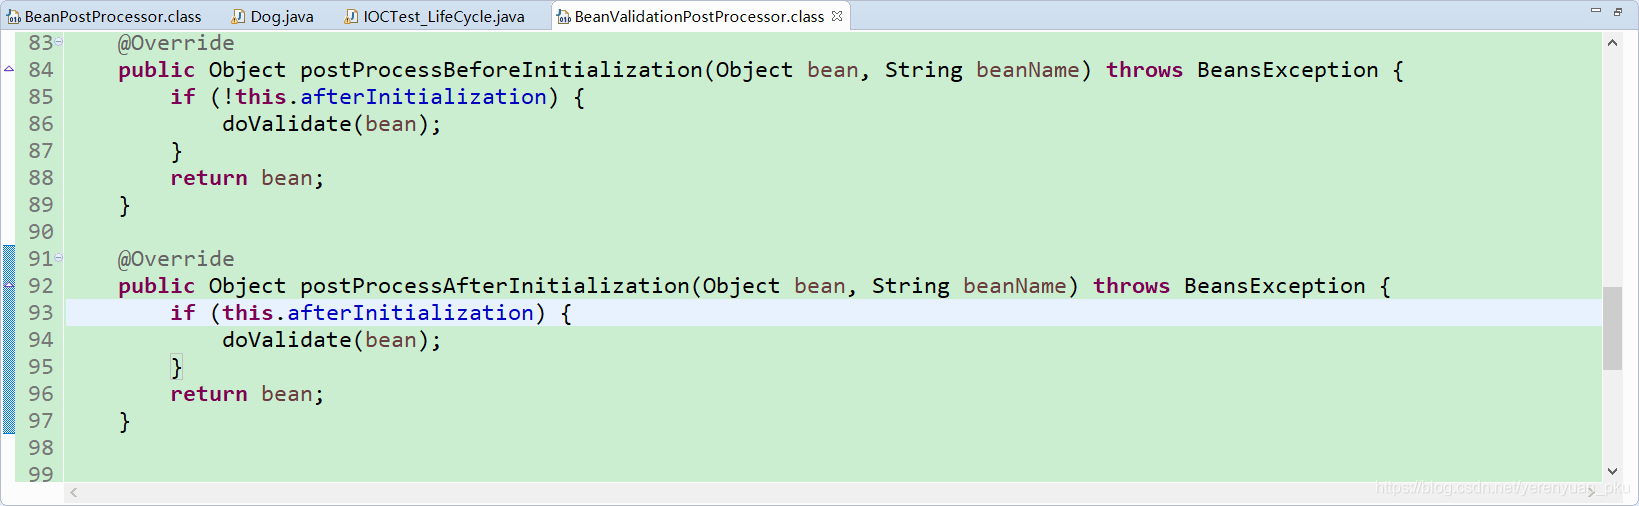 BeanPostProcessor.class Dog.java IOCTest_LifeCycle.java BeanValidationPostProcessor.class
83 @Override
84 public Object postProcessBeforeInitialization(Object bean, String beanName) throws BeansException {
85 if (!this.afterInitialization) {
86 doValidate(bean);
87 }
88 return bean;
89 }
90
91 @Override
92 public Object postProcessAfterInitialization(Object bean, String beanName) throws BeansException {
93 if (this.afterInitialization) {
94 doValidate(bean);
95 }
96 return bean;
97 }
98
99
https://blog.csdn.net/yerenyuan_pku